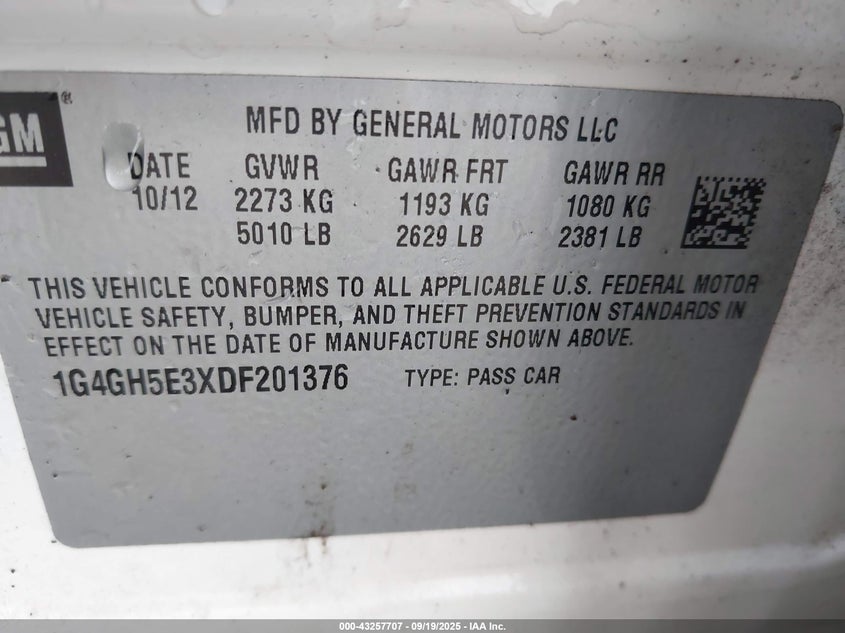 GM®
MFD BY GENERAL MOTORS LLC
DATE GVWR GAWR FRT GAWR RR
10/12 2273 KG 1193 KG 1080 KG
5010 LB 2629 LB 2381 LB
THIS VEHICLE CONFORMS TO ALL APPLICABLE U.S. FEDERAL MOTOR
VEHICLE SAFETY, BUMPER, AND THEFT PREVENTION STANDARDS IN
EFFECT ON THE DATE OF MANUFACTURE SHOWN ABOVE.
1G4GH5E3XDF201376 TYPE: PASS CAR
000-43257707 - 09/19/2025 - IAA Inc.